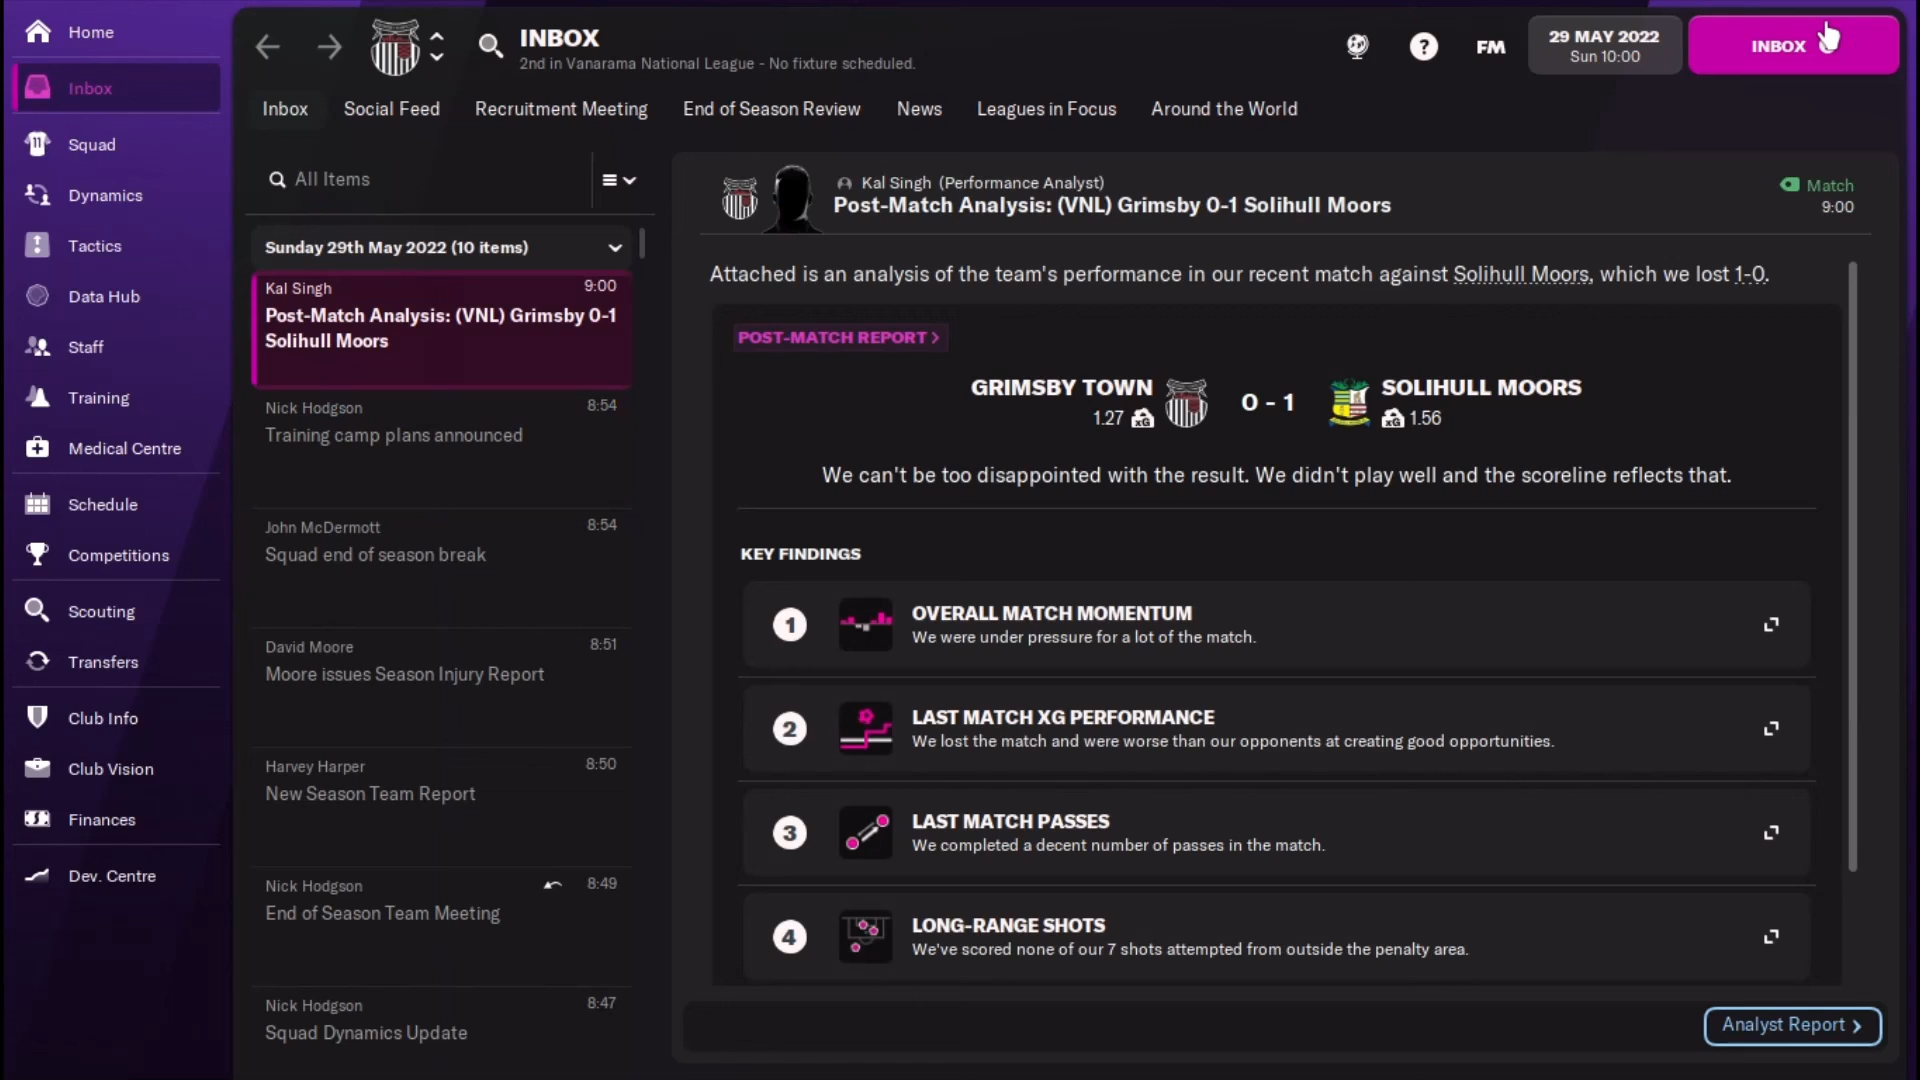 Home
Inbox
Squad
Dynamics
Tactics
Data Hub
Staff
Training
Medical Centre
Schedule
Competitions
Scouting
Transfers
Club Info
Club Vision
Finances
Dev. Centre
INBOX
2nd in Vanarama National League - No fixture scheduled.
?
FM
29 MAY 2022
Sun 10:00
INBOX
Inbox
Social Feed
Recruitment Meeting
End of Season Review
News
Leagues in Focus
Around the World
All Items
Sunday 29th May 2022 (10 items)
Kal Singh 9:00
Post-Match Analysis: (VNL) Grimsby 0-1
Solihull Moors
Nick Hodgson 8:54
Training camp plans announced
John McDermott 8:54
Squad end of season break
David Moore 8:51
Moore issues Season Injury Report
Harvey Harper 8:50
New Season Team Report
Nick Hodgson 8:49
End of Season Team Meeting
Nick Hodgson 8:47
Squad Dynamics Update
Kal Singh (Performance Analyst)
Post-Match Analysis: (VNL) Grimsby 0-1 Solihull Moors
Match
9:00
Attached is an analysis of the team's performance in our recent match against Solihull Moors, which we lost 1-0.
POST-MATCH REPORT >
GRIMSBY TOWN 0 - 1 SOLIHULL MOORS
1.27 xG xG 1.56
We can't be too disappointed with the result. We didn't play well and the scoreline reflects that.
KEY FINDINGS
1
OVERALL MATCH MOMENTUM
We were under pressure for a lot of the match.
2
LAST MATCH XG PERFORMANCE
We lost the match and were worse than our opponents at creating good opportunities.
3
LAST MATCH PASSES
We completed a decent number of passes in the match.
4
LONG-RANGE SHOTS
We've scored none of our 7 shots attempted from outside the penalty area.
Analyst Report >